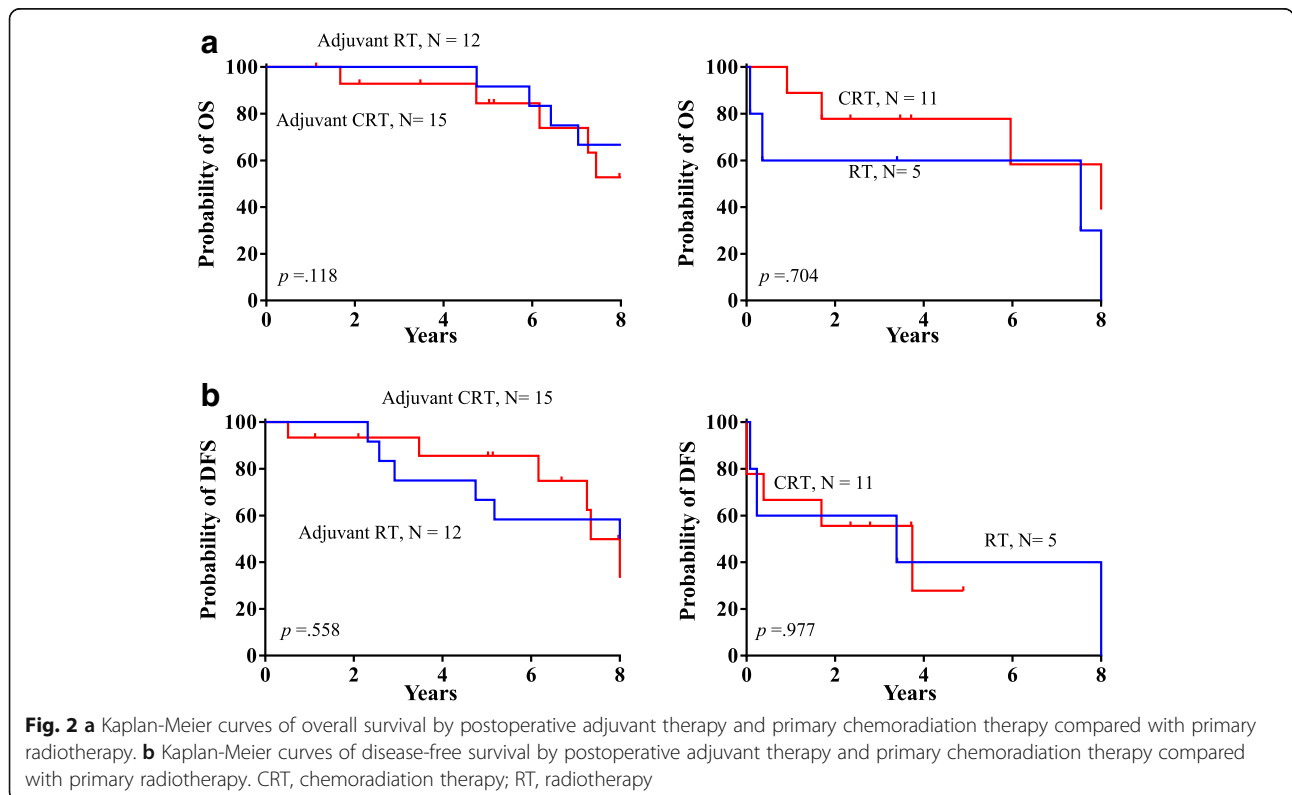 a
Adjuvant RT, N = 12
100
80
60
40
20
0
Probability of OS
Adjuvant CRT, N= 15
p =.118
0 2 4 6 8
Years
100
80
60
40
20
0
Probability of OS
CRT, N = 11
RT, N= 5
p =.704
0 2 4 6 8
Years
b
Adjuvant CRT, N= 15
100
80
60
40
20
0
Probability of DFS
Adjuvant RT, N = 12
p =.558
0 2 4 6 8
Years
100
80
60
40
20
0
Probability of DFS
CRT, N = 11
RT, N= 5
p =.977
0 2 4 6 8
Years
Fig. 2 a Kaplan-Meier curves of overall survival by postoperative adjuvant therapy and primary chemoradiation therapy compared with primary
radiotherapy. b Kaplan-Meier curves of disease-free survival by postoperative adjuvant therapy and primary chemoradiation therapy compared
with primary radiotherapy. CRT, chemoradiation therapy; RT, radiotherapy